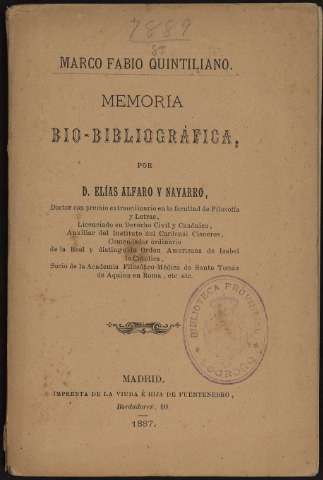 7889
MARCO FABIO QUINTILIANO.
MEMORIA
BIO-BIBLIOGRÁFICA,
POR
D. ELÍAS ALFARO Y NAVARRO,
Doctor con premio extraordinario en la facultad de Filosofía
y Letras,
Licenciado en Derecho Civil y Canónico,
Auxiliar del Instituto del Cardenal Cisneros,
Comendador ordinario
de la Real y distinguida Orden Americana de Isabel
la Católica,
Socio de la Academia Filosófico-Médica de Santo Tomás
de Aquino en Roma, etc. etc.
BIBLIOTECA PROVINCIAL
LOGROÑO
MADRID.
IMPRENTA DE LA VIUDA É HIJA DE FUENTENEBRO,
Bordadores, 10.
1887.